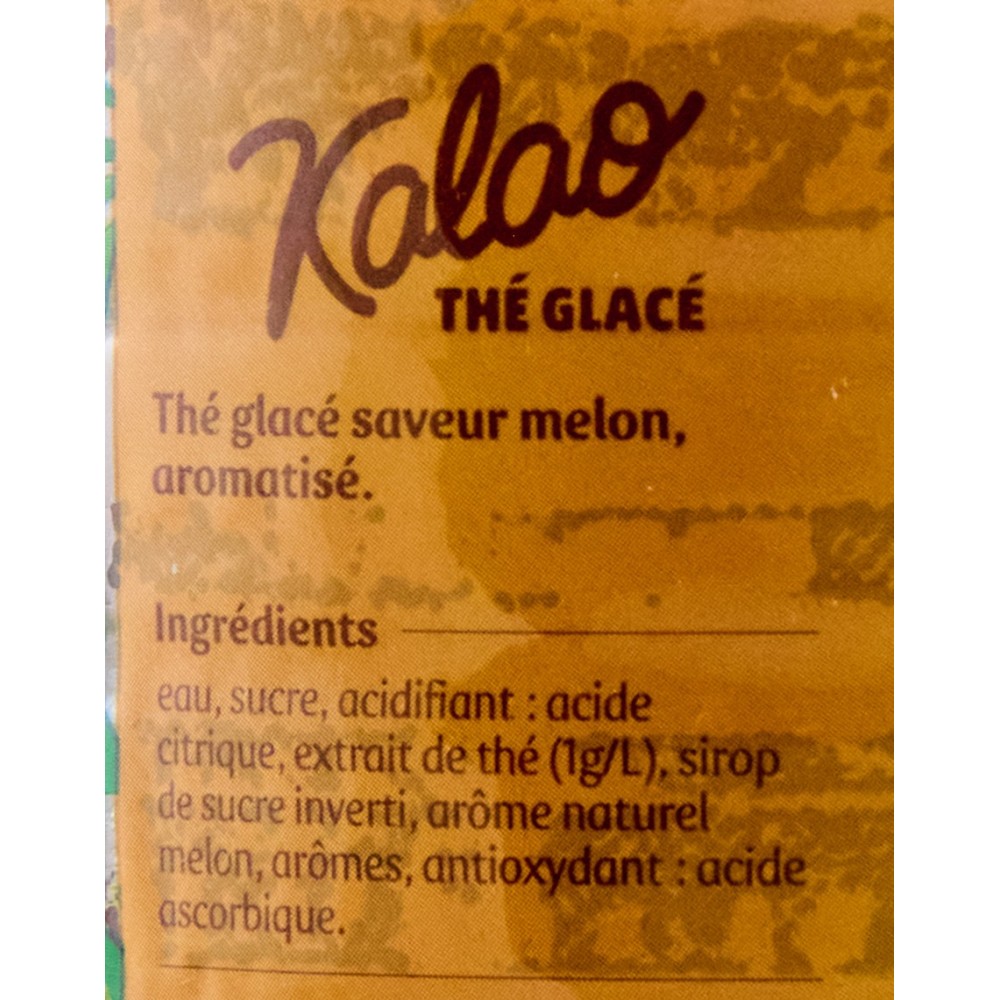 Kalao
THÉ GLACÉ
Thé glacé saveur melon,
aromatisé.
Ingrédients
eau, sucre, acidifiant : acide
citrique, extrait de thé (1g/L), sirop
de sucre inverti, arôme naturel
melon, arômes, antioxydant : acide
ascorbique.